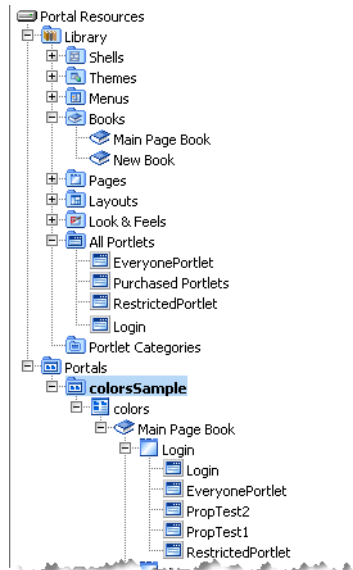 Portal Resources
Library
Shells
Themes
Menus
Books
Main Page Book
New Book
Pages
Layouts
Look & Feels
All Portlets
EveryonePortlet
Purchased Portlets
RestrictedPortlet
Login
Portlet Categories
Portals
colorsSample
colors
Main Page Book
Login
Login
EveryonePortlet
PropTest2
PropTest1
RestrictedPortlet